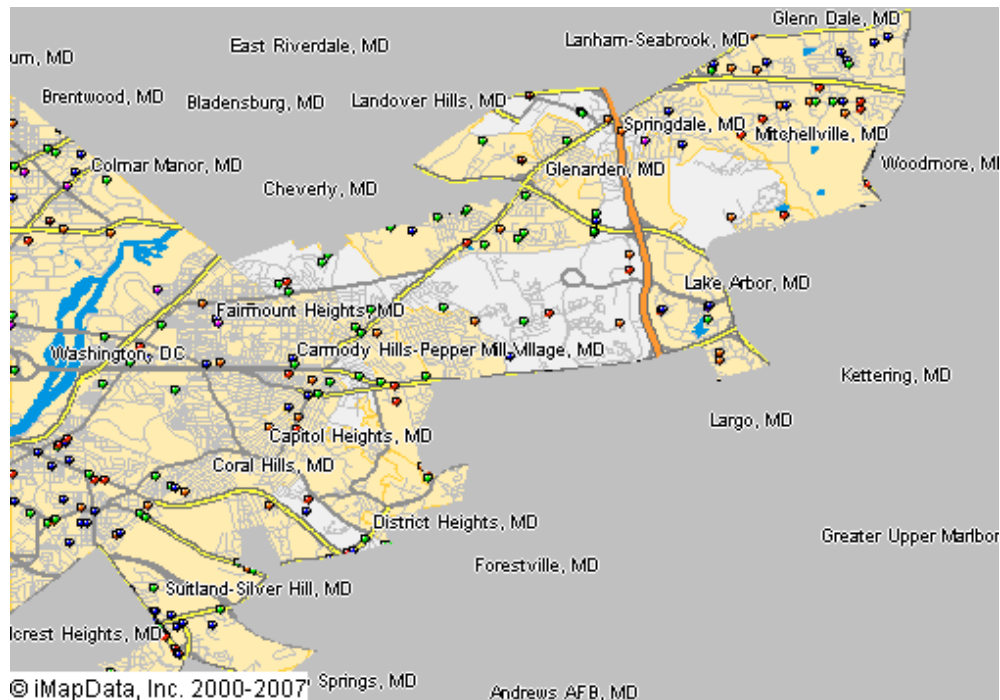 Glenn Dale, MD
East Riverdale, MD
Lanham-Seabrook, MD
um, MD
Brentwood, MD
Bladensburg, MD
Landover Hills, MD
Springdale, MD
Mitchellville, MD
Colmar Manor, MD
Woodmore, MD
Glenarden, MD
Cheverly, MD
Lake Arbor, MD
Fairmount Heights, MD
Washington, DC
Carmody Hills-Pepper Mill Village, MD
Kettering, MD
Largo, MD
Capitol Heights, MD
Coral Hills, MD
District Heights, MD
Greater Upper Marlbor
Forestville, MD
Suitland-Silver Hill, MD
lcrest Heights, MD
Springs, MD
© iMapData, Inc. 2000-2007
Andrews AFB, MD